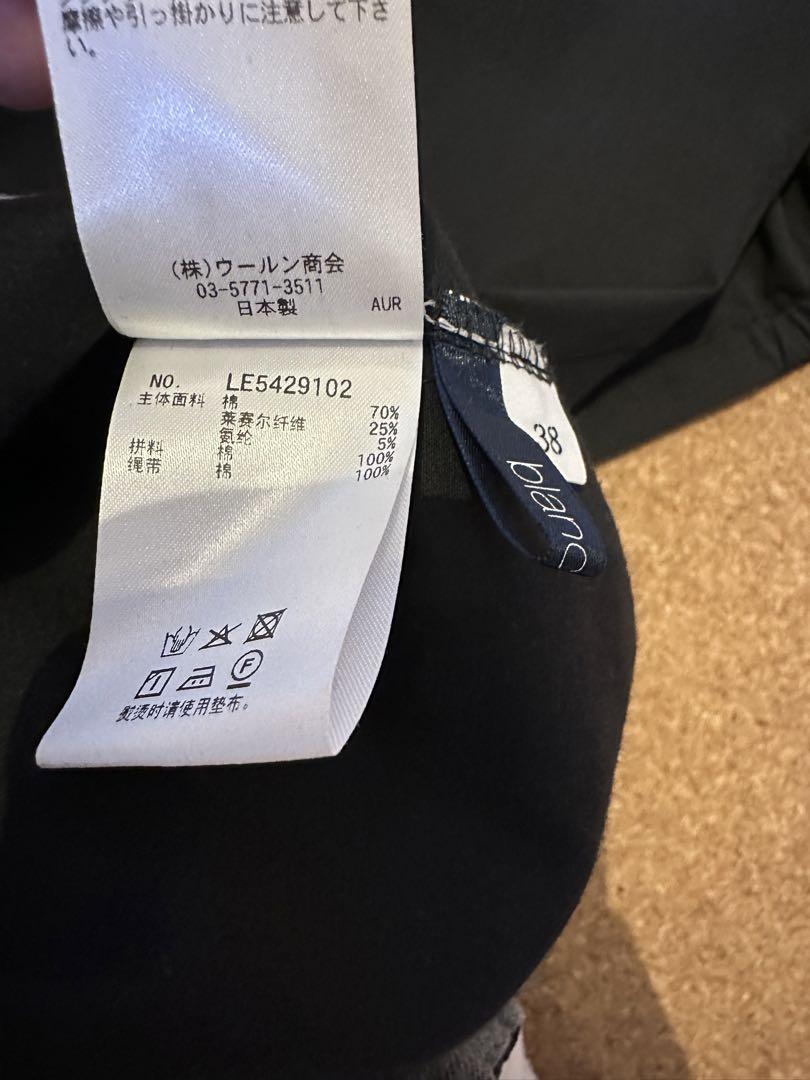 摩擦や引っ掛かりに注意して下さ
い。
(株)ウールン商会
03-5771-3511
日本製 AUR
NO. LE5429102
主体面料 棉 70%
莱赛尔纤维 25%
氨纶 5%
拼料 棉 100%
绳带 棉 100%
F
熨烫时请使用垫布。
38
blanc